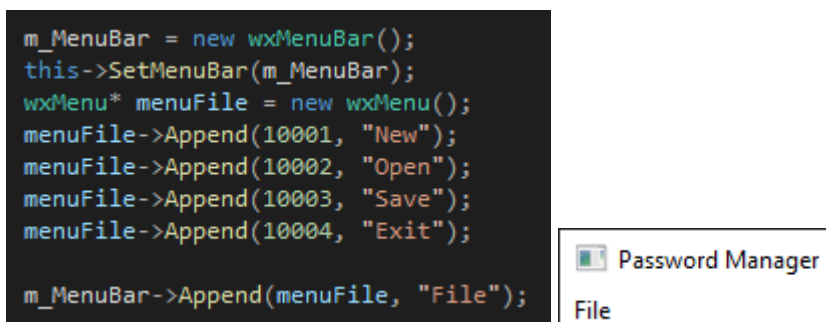 m_MenuBar = new wxMenuBar();
this->SetMenuBar(m_MenuBar);
wxMenu* menuFile = new wxMenu();
menuFile->Append(10001, "New");
menuFile->Append(10002, "Open");
menuFile->Append(10003, "Save");
menuFile->Append(10004, "Exit");
m_MenuBar->Append(menuFile, "File");
Password Manager
File